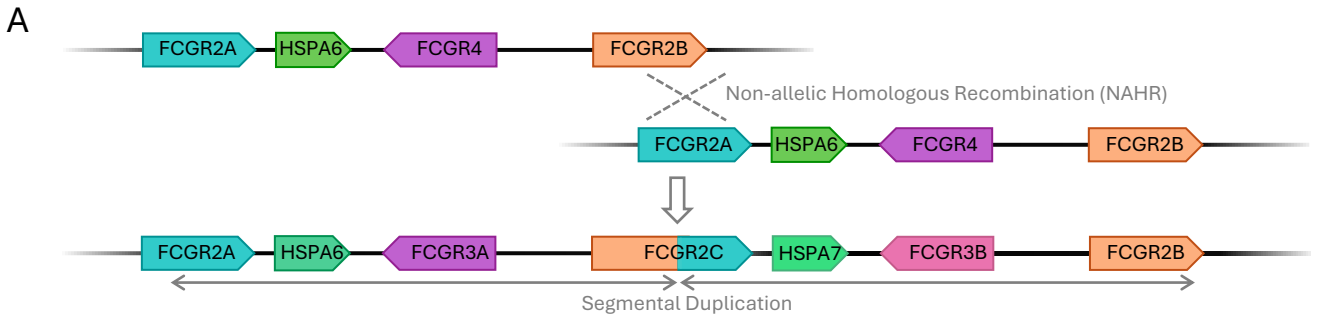 A
FCGR2A HSPA6 FCGR4 FCGR2B
Non-allelic Homologous Recombination (NAHR)
FCGR2A HSPA6 FCGR4 FCGR2B
FCGR2A HSPA6 FCGR3A FCGR2C HSPA7 FCGR3B FCGR2B
Segmental Duplication